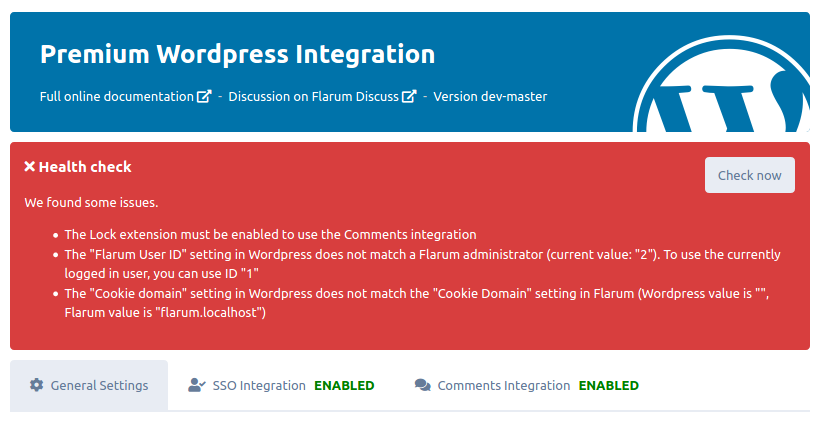 Premium Wordpress Integration
Full online documentation - Discussion on Flarum Discuss - Version dev-master
Health check
Check now
We found some issues.
• The Lock extension must be enabled to use the Comments integration
• The "Flarum User ID" setting in Wordpress does not match a Flarum administrator (current value: "2"). To use the currently
logged in user, you can use ID "1"
• The "Cookie domain" setting in Wordpress does not match the "Cookie Domain" setting in Flarum (Wordpress value is "",
Flarum value is "flarum.localhost")
General Settings SSO Integration ENABLED Comments Integration ENABLED